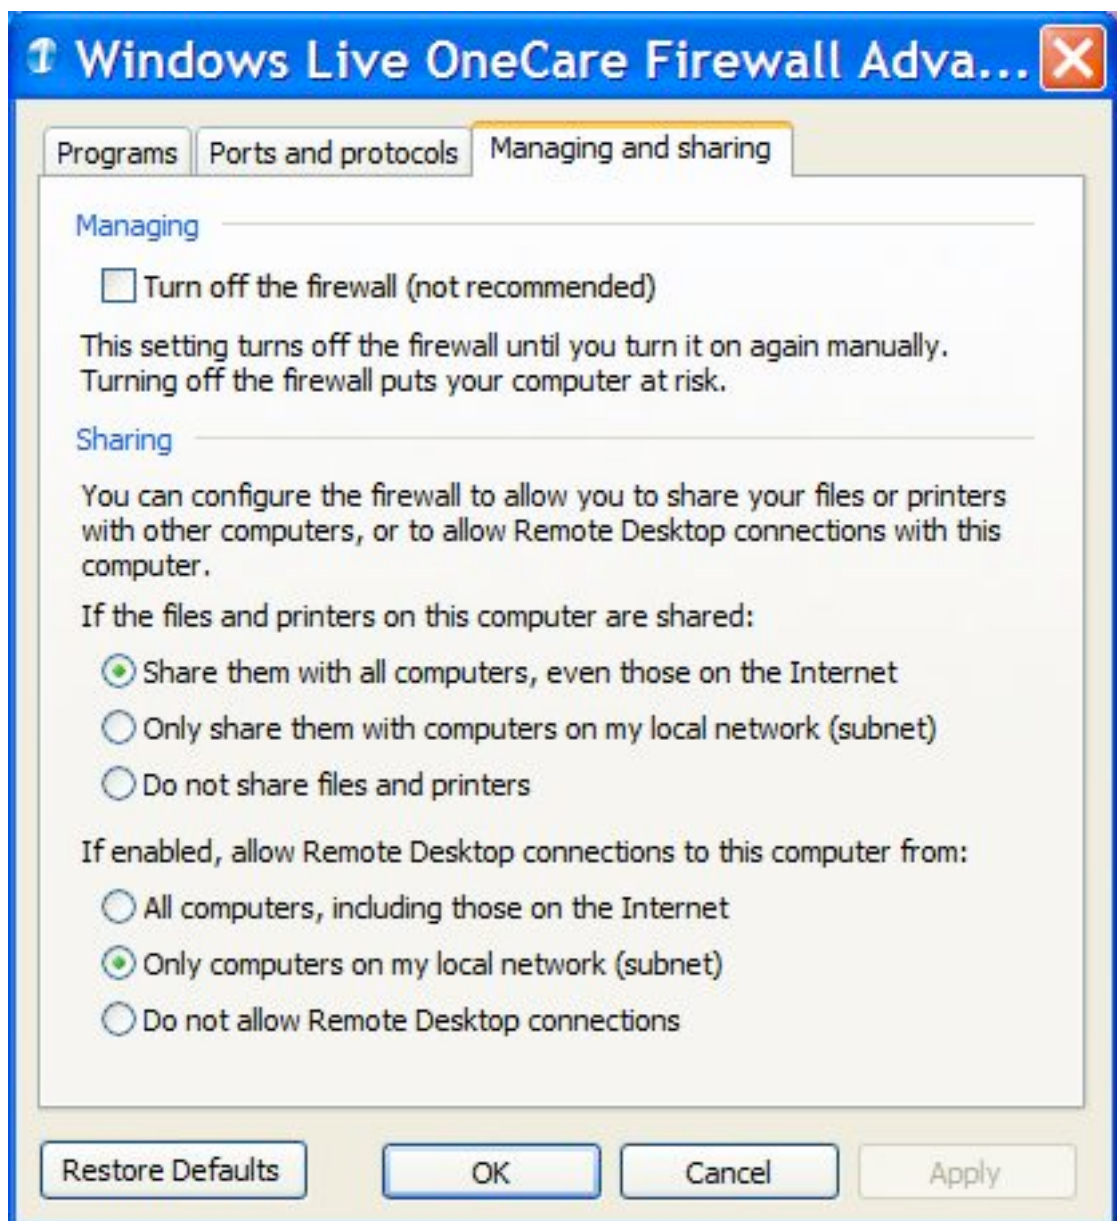 Windows Live OneCare Firewall Adva...
Programs
Ports and protocols
Managing and sharing
Managing
Turn off the firewall (not recommended)
This setting turns off the firewall until you turn it on again manually.
Turning off the firewall puts your computer at risk.
Sharing
You can configure the firewall to allow you to share your files or printers
with other computers, or to allow Remote Desktop connections with this
computer.
If the files and printers on this computer are shared:
Share them with all computers, even those on the Internet
Only share them with computers on my local network (subnet)
Do not share files and printers
If enabled, allow Remote Desktop connections to this computer from:
All computers, including those on the Internet
Only computers on my local network (subnet)
Do not allow Remote Desktop connections
Restore Defaults
OK
Cancel
Apply